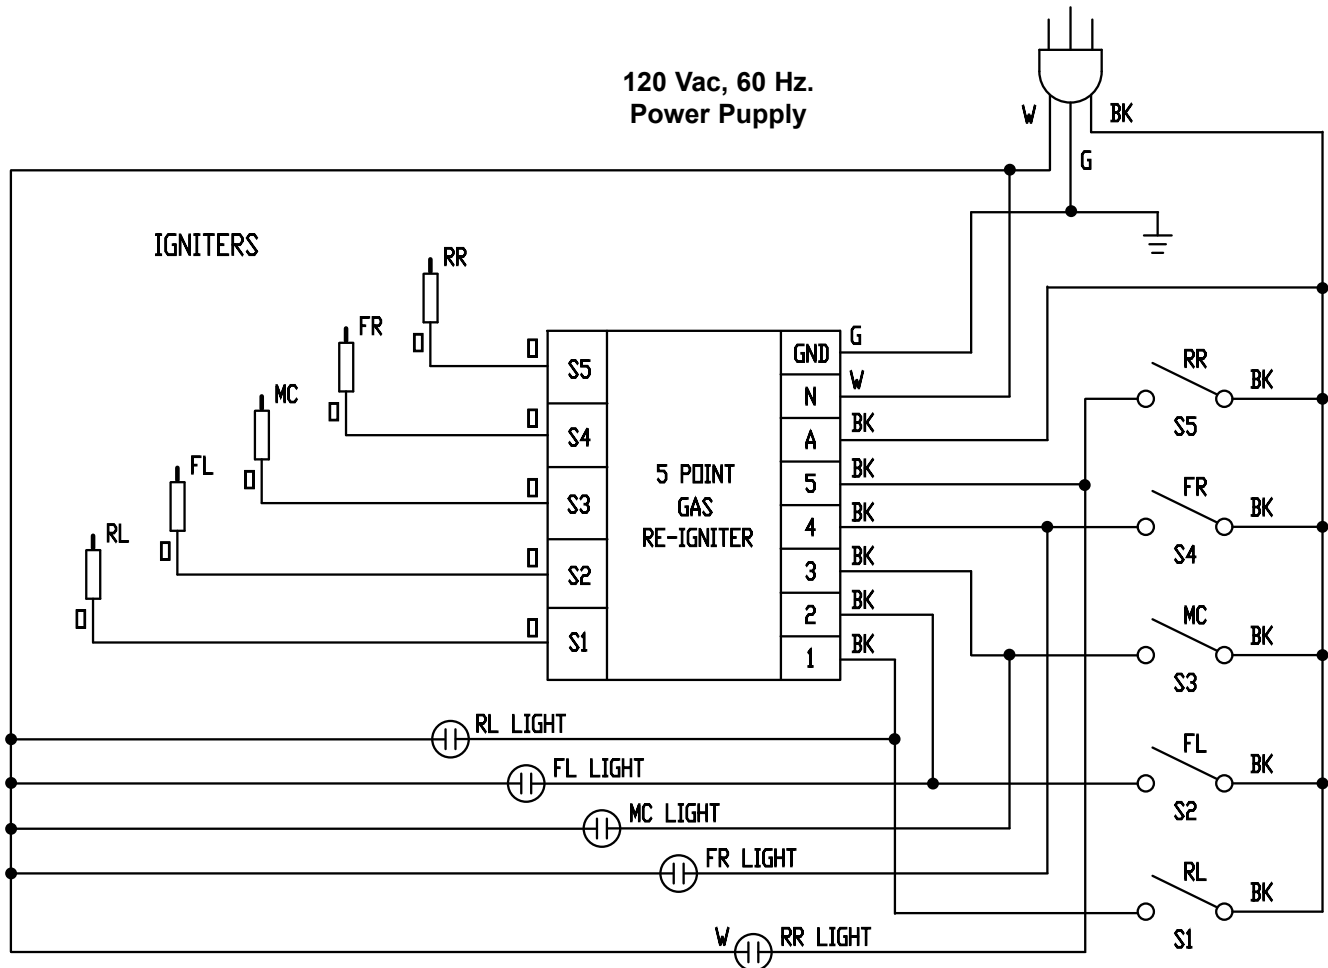 120 Vac, 60 Hz.
Power Pupply
W
BK
G
IGNITERS
RR
FR
MC
FL
RL
S5
S4
S3
S2
S1
5 POINT
GAS
RE-IGNITER
GND
N
A
5
4
3
2
1
G
W
BK
BK
BK
BK
BK
BK
RR
BK
S5
FR
BK
S4
MC
BK
S3
FL
BK
S2
RL
BK
S1
RL LIGHT
FL LIGHT
MC LIGHT
FR LIGHT
W
RR LIGHT